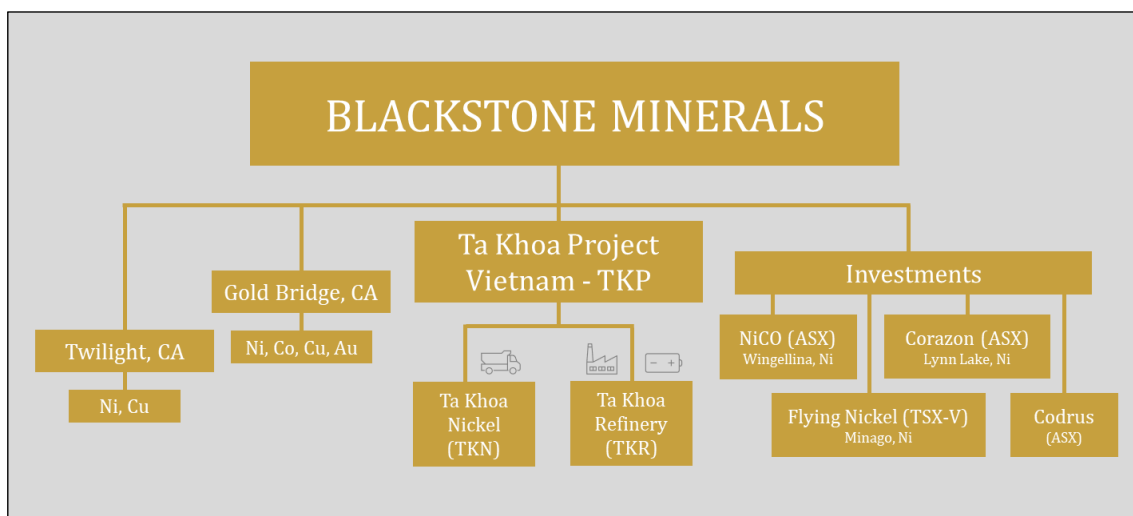 BLACKSTONE MINERALS
Twilight, CA
Ni, Cu
Gold Bridge, CA
Ni, Co, Cu, Au
Ta Khoa Project
Vietnam - TKP
Ta Khoa
Nickel
(TKN)
Ta Khoa
Refinery
(TKR)
Investments
NiCO (ASX)
Wingellina, Ni
Flying Nickel (TSX-V)
Minago, Ni
Corazon (ASX)
Lynn Lake, Ni
Codrus
(ASX)